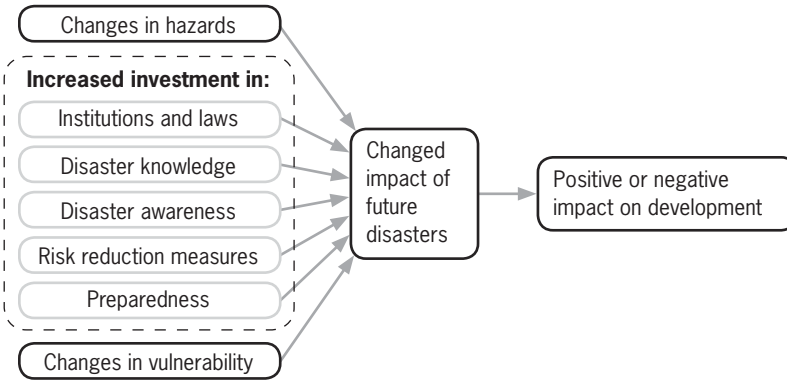 Changes in hazards
Increased investment in:
Institutions and laws
Disaster knowledge
Disaster awareness
Risk reduction measures
Preparedness
Changes in vulnerability
Changed
impact of
future
disasters
Positive or negative
impact on development